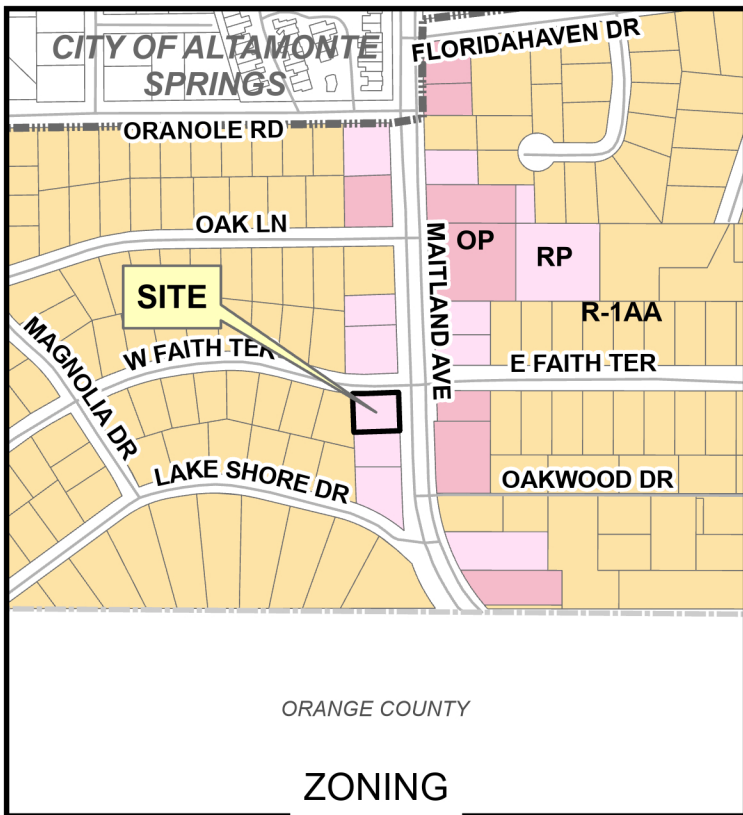 CITY OF ALTAMONTE
SPRINGS
FLORIDAHAVEN DR
ORANOLE RD
OAK LN
MAITLAND AVE
OP
RP
SITE
R-1AA
MAGNOLIA DR
W FAITH TER
E FAITH TER
LAKE SHORE DR
OAKWOOD DR
ORANGE COUNTY
ZONING